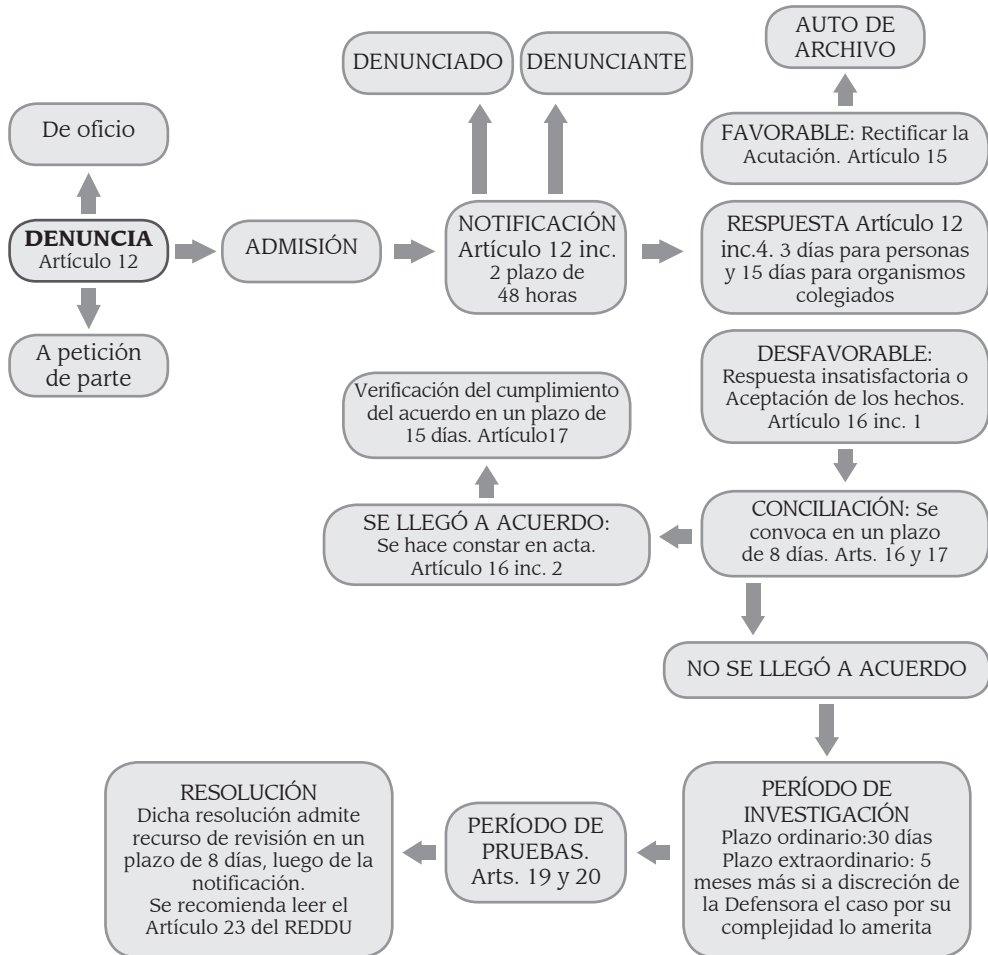 De oficio
DENUNCIA
Artículo 12
A petición
de parte
ADMISIÓN
DENUNCIADO
DENUNCIANTE
NOTIFICACIÓN
Artículo 12 inc.
2 plazo de
48 horas
AUTO DE
ARCHIVO
FAVORABLE: Rectificar la
Acutación. Artículo 15
RESPUESTA Artículo 12
inc.4. 3 días para personas
y 15 días para organismos
colegiados
DESFAVORABLE:
Respuesta insatisfactoria o
Aceptación de los hechos.
Artículo 16 inc. 1
CONCILIACIÓN: Se
convoca en un plazo
de 8 días. Arts. 16 y 17
SE LLEGÓ A ACUERDO:
Se hace constar en acta.
Artículo 16 inc. 2
Verificación del cumplimiento
del acuerdo en un plazo de
15 días. Artículo17
NO SE LLEGÓ A ACUERDO
PERÍODO DE
INVESTIGACIÓN
Plazo ordinario:30 días
Plazo extraordinario: 5
meses más si a discreción de
la Defensora el caso por su
complejidad lo amerita
PERÍODO DE
PRUEBAS.
Arts. 19 y 20
RESOLUCIÓN
Dicha resolución admite
recurso de revisión en un
plazo de 8 días, luego de la
notificación.
Se recomienda leer el
Artículo 23 del REDDU